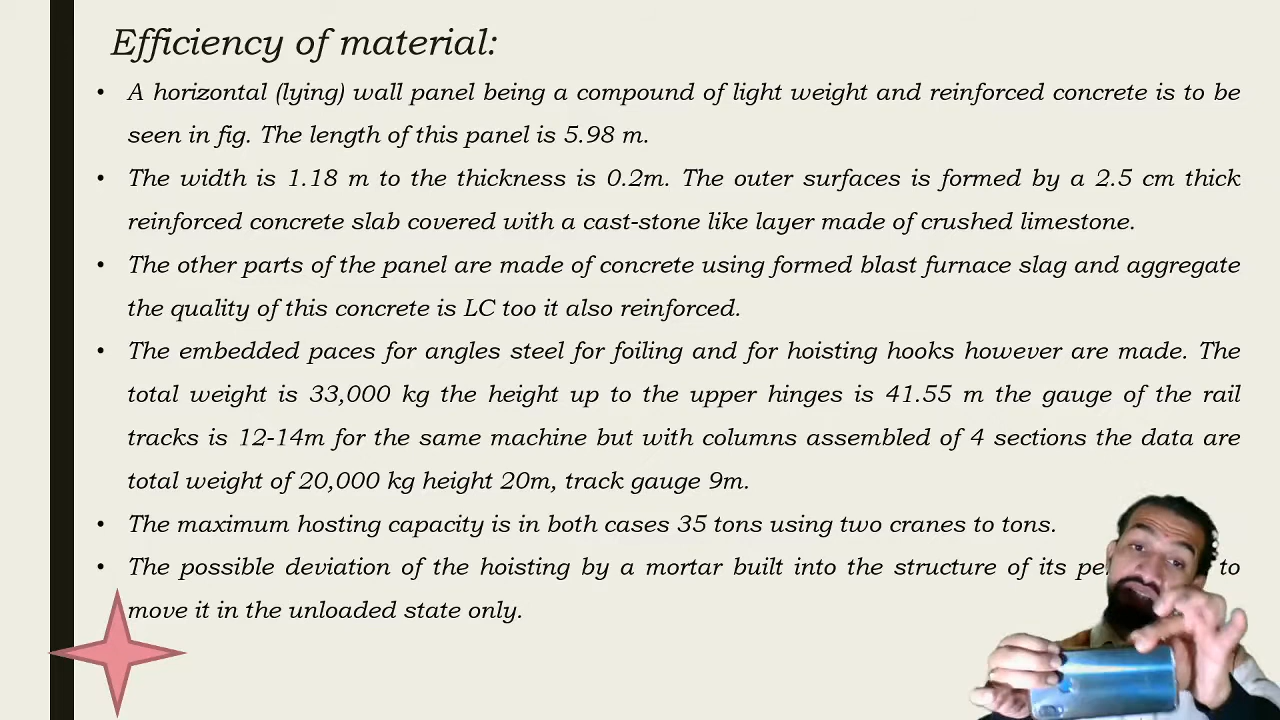 Efficiency of material:
• A horizontal (lying) wall panel being a compound of light weight and reinforced concrete is to be
seen in fig. The length of this panel is 5.98 m.
• The width is 1.18 m to the thickness is 0.2m. The outer surfaces is formed by a 2.5 cm thick
reinforced concrete slab covered with a cast-stone like layer made of crushed limestone.
• The other parts of the panel are made of concrete using formed blast furnace slag and aggregate
the quality of this concrete is LC too it also reinforced.
• The embedded paces for angles steel for foiling and for hoisting hooks however are made. The
total weight is 33,000 kg the height up to the upper hinges is 41.55 m the gauge of the rail
tracks is 12-14m for the same machine but with columns assembled of 4 sections the data are
total weight of 20,000 kg height 20m, track gauge 9m.
• The maximum hosting capacity is in both cases 35 tons using two cranes to tons.
• The possible deviation of the hoisting by a mortar built into the structure of its to
move it in the unloaded state only.